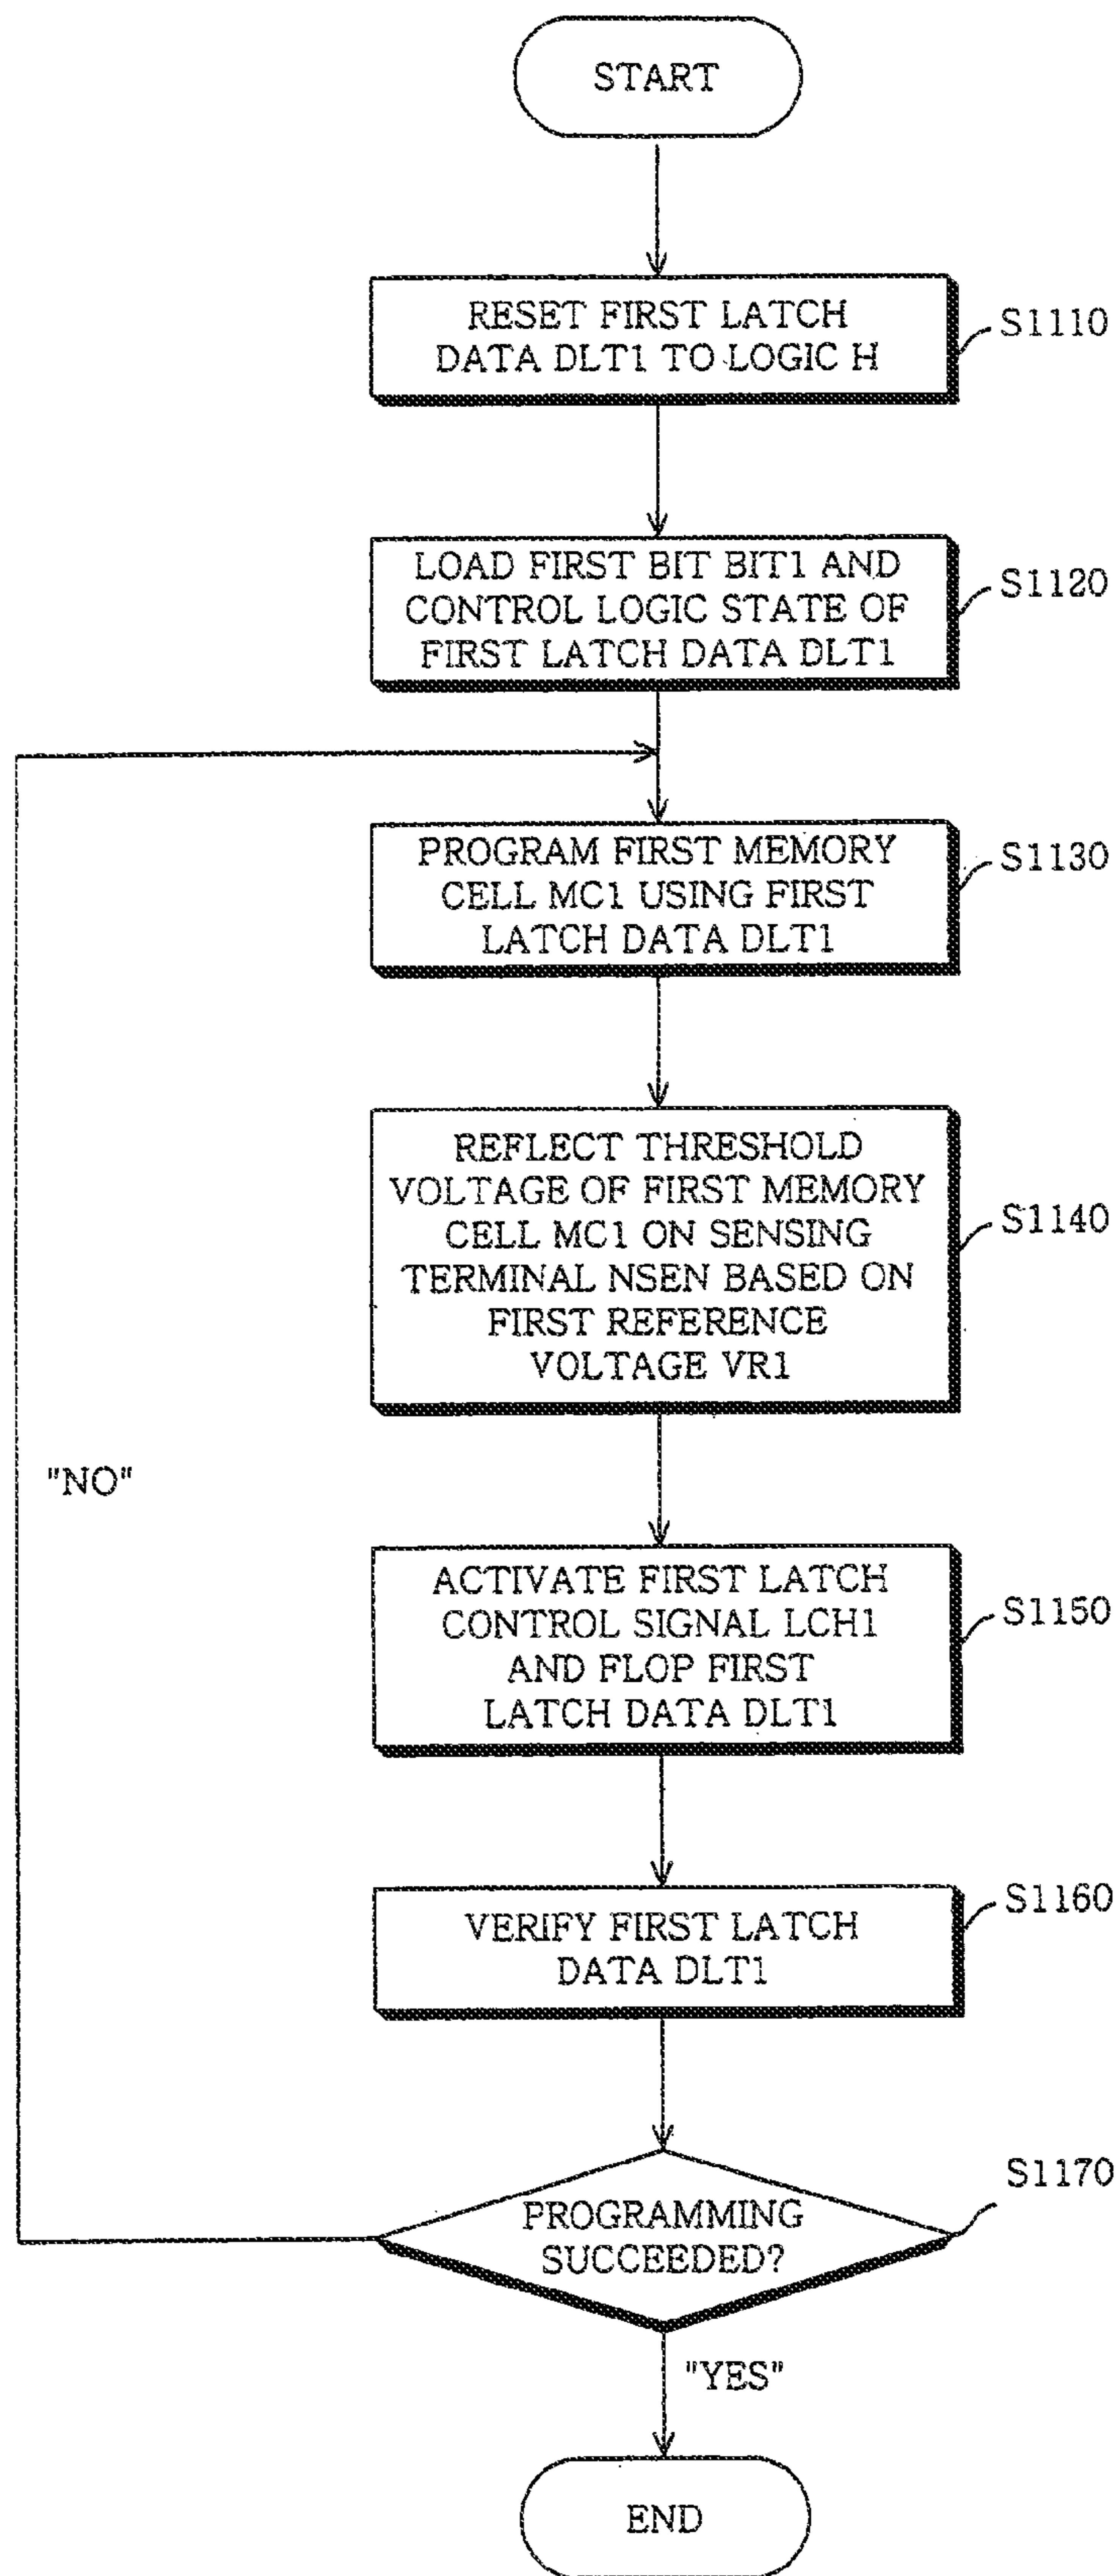 START
RESET FIRST LATCH
DATA DLT1 TO LOGIC H
S1110
LOAD FIRST BIT BIT1 AND
CONTROL LOGIC STATE OF
FIRST LATCH DATA DLT1
S1120
PROGRAM FIRST MEMORY
CELL MC1 USING FIRST
LATCH DATA DLT1
S1130
REFLECT THRESHOLD
VOLTAGE OF FIRST MEMORY
CELL MC1 ON SENSING
TERMINAL NSEN BASED ON
FIRST REFERENCE
VOLTAGE VR1
S1140
"NO"
ACTIVATE FIRST LATCH
CONTROL SIGNAL LCH1
AND FLOP FIRST
LATCH DATA DLT1
S1150
VERIFY FIRST LATCH
DATA DLT1
S1160
PROGRAMMING
SUCCEEDED?
S1170
"YES"
END